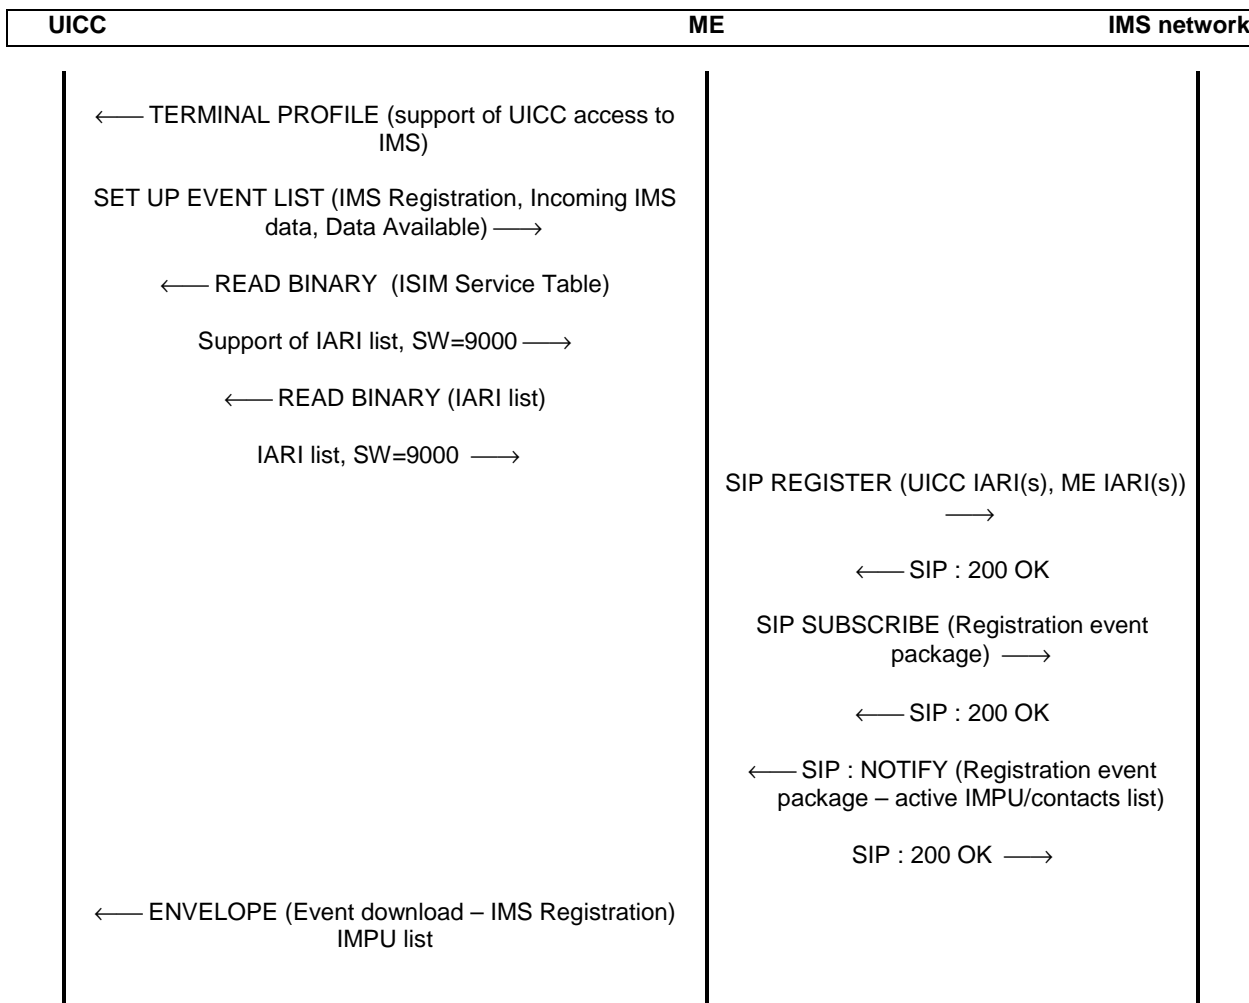 UICC ME IMS network
←—— TERMINAL PROFILE (support of UICC access to
IMS)
SET UP EVENT LIST (IMS Registration, Incoming IMS
data, Data Available) ——→
←—— READ BINARY (ISIM Service Table)
Support of IARI list, SW=9000 ——→
←—— READ BINARY (IARI list)
IARI list, SW=9000 ——→
SIP REGISTER (UICC IARI(s), ME IARI(s))
——→
←—— SIP : 200 OK
SIP SUBSCRIBE (Registration event
package) ——→
←—— SIP : 200 OK
←—— SIP : NOTIFY (Registration event
package – active IMPU/contacts list)
SIP : 200 OK ——→
←—— ENVELOPE (Event download – IMS Registration)
IMPU list